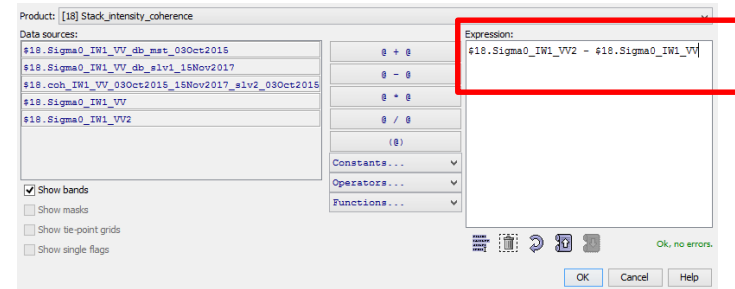 Product: [18] Stack_intensity_coherence
Data sources:
$18.Sigma0_IW1_VV_db_mst_03Oct2015
$18.Sigma0_IW1_VV_db_slv1_15Nov2017
$18.coh_IW1_VV_03Oct2015_15Nov2017_slv2_03Oct2015
$18.Sigma0_IW1_VV
$18.Sigma0_IW1_VV2
@ + @
@ - @
@ * @
@ / @
(@)
Constants...
Operators...
Functions...
Expression:
$18.Sigma0_IW1_VV2 - $18.Sigma0_IW1_VV
Show bands
Show masks
Show tie-point grids
Show single flags
Ok, no errors.
OK Cancel Help